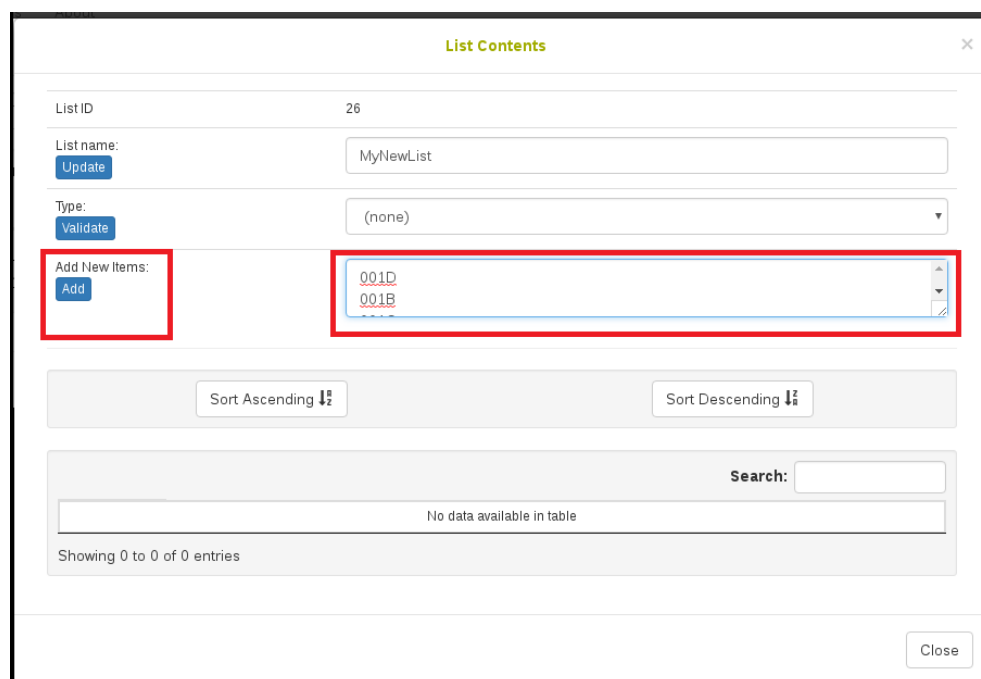 List Contents ×
List ID 26
List name: MyNewList
Update
Type: (none)
Validate
Add New Items: 001D
Add 001B
Sort Ascending Sort Descending
Search:
No data available in table
Showing 0 to 0 of 0 entries
Close